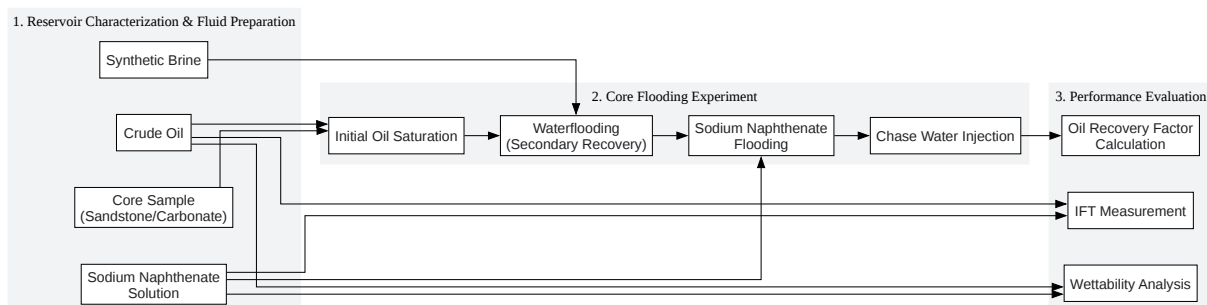 1. Reservoir Characterization & Fluid Preparation
Synthetic Brine
Crude Oil
Core Sample
(Sandstone/Carbonate)
Sodium Naphthenate
Solution
2. Core Flooding Experiment
Initial Oil Saturation
Waterflooding
(Secondary Recovery)
Sodium Naphthenate
Flooding
Chase Water Injection
3. Performance Evaluation
Oil Recovery Factor
Calculation
IFT Measurement
Wettability Analysis